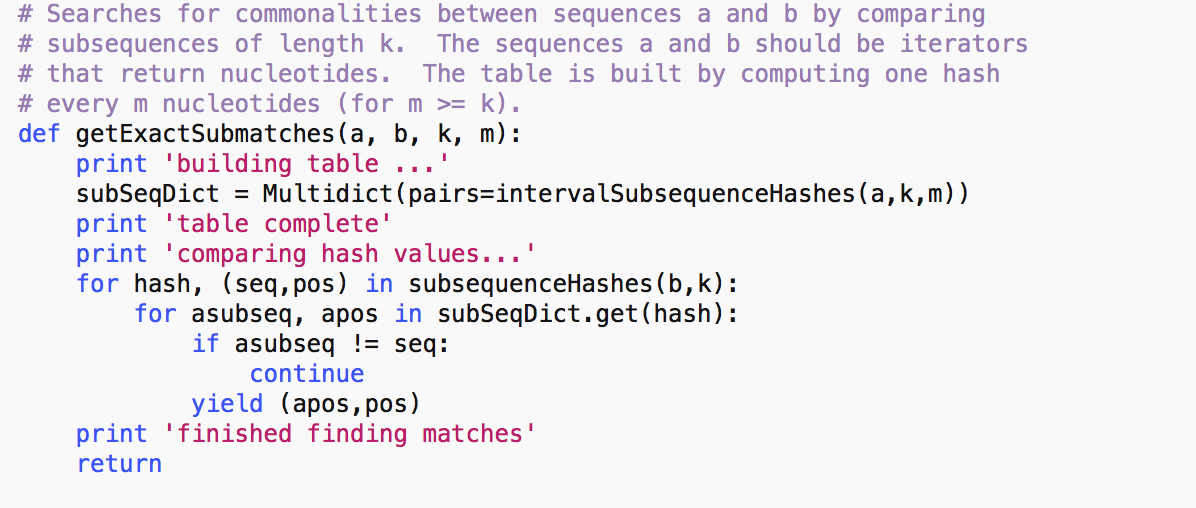 # Searches for commonalities between sequences a and b by comparing
# subsequences of length k.  The sequences a and b should be iterators
# that return nucleotides.  The table is built by computing one hash
# every m nucleotides (for m >= k).
def getExactSubmatches(a, b, k, m):
    print 'building table ...'
    subSeqDict = Multidict(pairs=intervalSubsequenceHashes(a,k,m))
    print 'table complete'
    print 'comparing hash values...'
    for hash, (seq,pos) in subsequenceHashes(b,k):
        for asubseq, apos in subSeqDict.get(hash):
            if asubseq != seq:
                continue
            yield (apos,pos)
    print 'finished finding matches'
    return